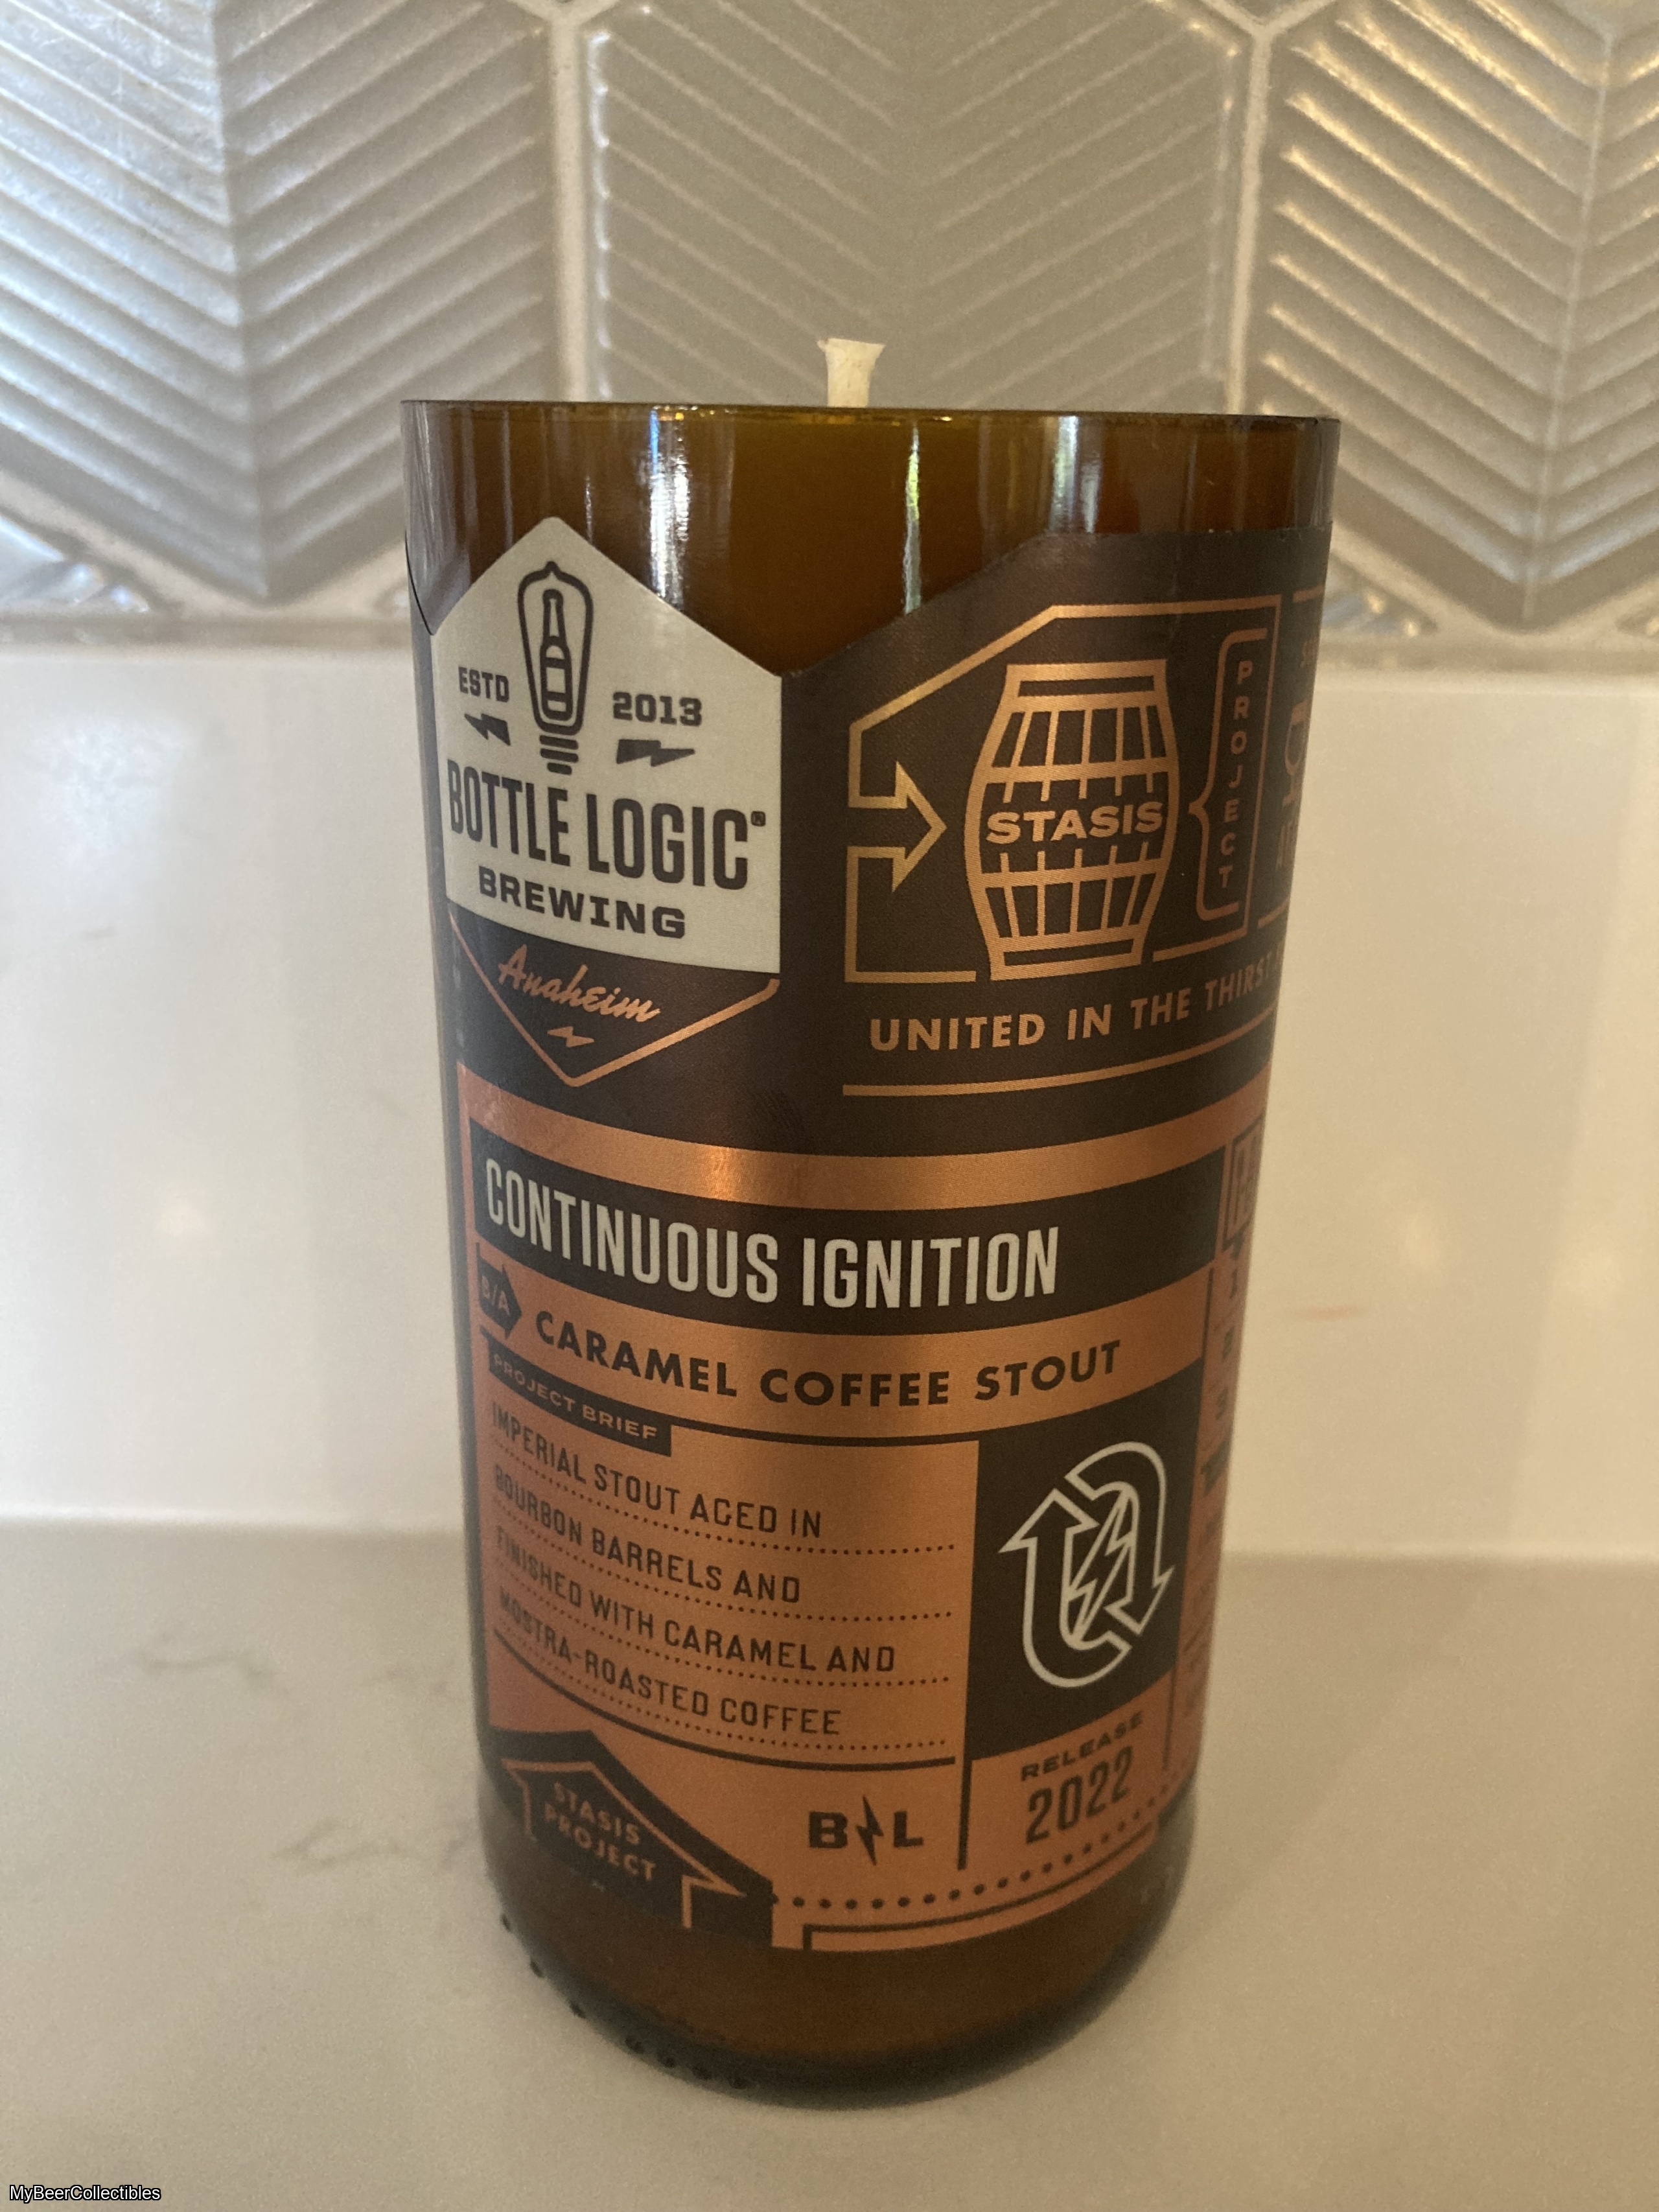 ESTD 2013
BOTTLE LOGIC®
BREWING
Anaheim
STASIS
PROJECT
UNITED IN THE THIRST
CONTINUOUS IGNITION
B/A CARAMEL COFFEE STOUT
PROJECT BRIEF
IMPERIAL STOUT AGED IN
BOURBON BARRELS AND
FINISHED WITH CARAMEL AND
MOSTRA-ROASTED COFFEE
STASIS
PROJECT
B L
RELEASE
2022
MyBeerCollectibles